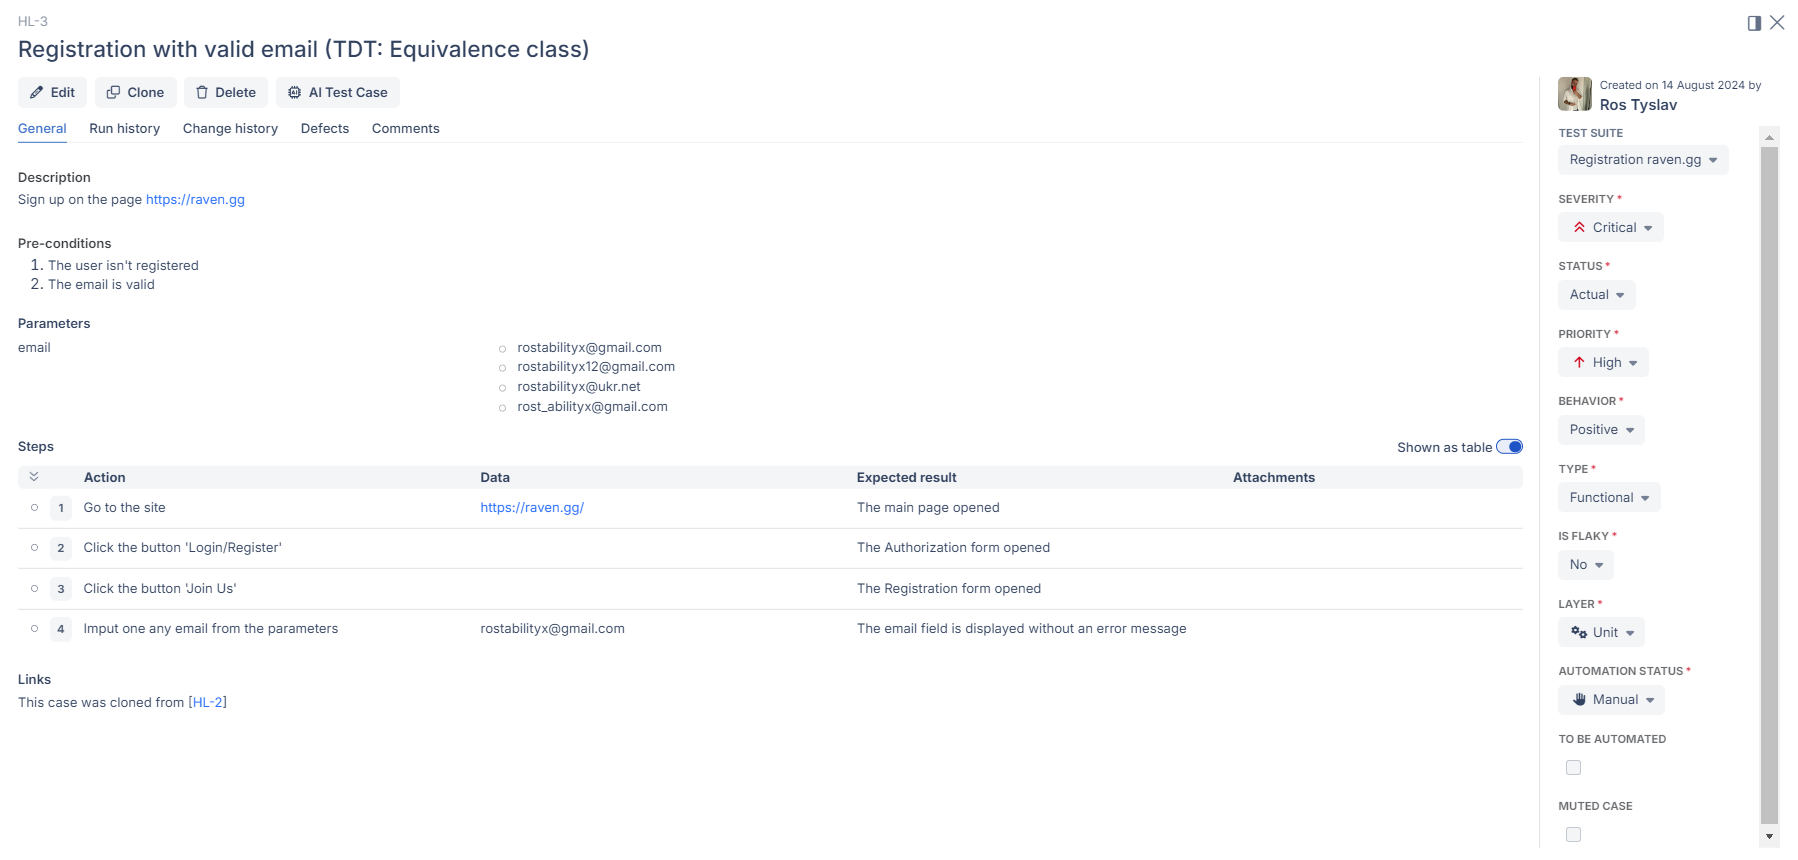 HL-3
Registration with valid email (TDT: Equivalence class)
Edit
Clone
Delete
AI Test Case
General
Run history
Change history
Defects
Comments
Description
Sign up on the page https://raven.gg
Pre-conditions
1. The user isn't registered
2. The email is valid
Parameters
email
rostabilityx@gmail.com
rostabilityx12@gmail.com
rostabilityx@ukr.net
rost_abilityx@gmail.com
Steps
Shown as table
Action Data Expected result Attachments
1 Go to the site https://raven.gg/ The main page opened
2 Click the button 'Login/Register' The Authorization form opened
3 Click the button 'Join Us' The Registration form opened
4 Imput one any email from the parameters rostabilityx@gmail.com The email field is displayed without an error message
Links
This case was cloned from [HL-2]
Created on 14 August 2024 by
Ros Tyslav
TEST SUITE
Registration raven.gg
SEVERITY *
Critical
STATUS *
Actual
PRIORITY *
High
BEHAVIOR *
Positive
TYPE *
Functional
IS FLAKY *
No
LAYER *
Unit
AUTOMATION STATUS *
Manual
TO BE AUTOMATED
MUTED CASE